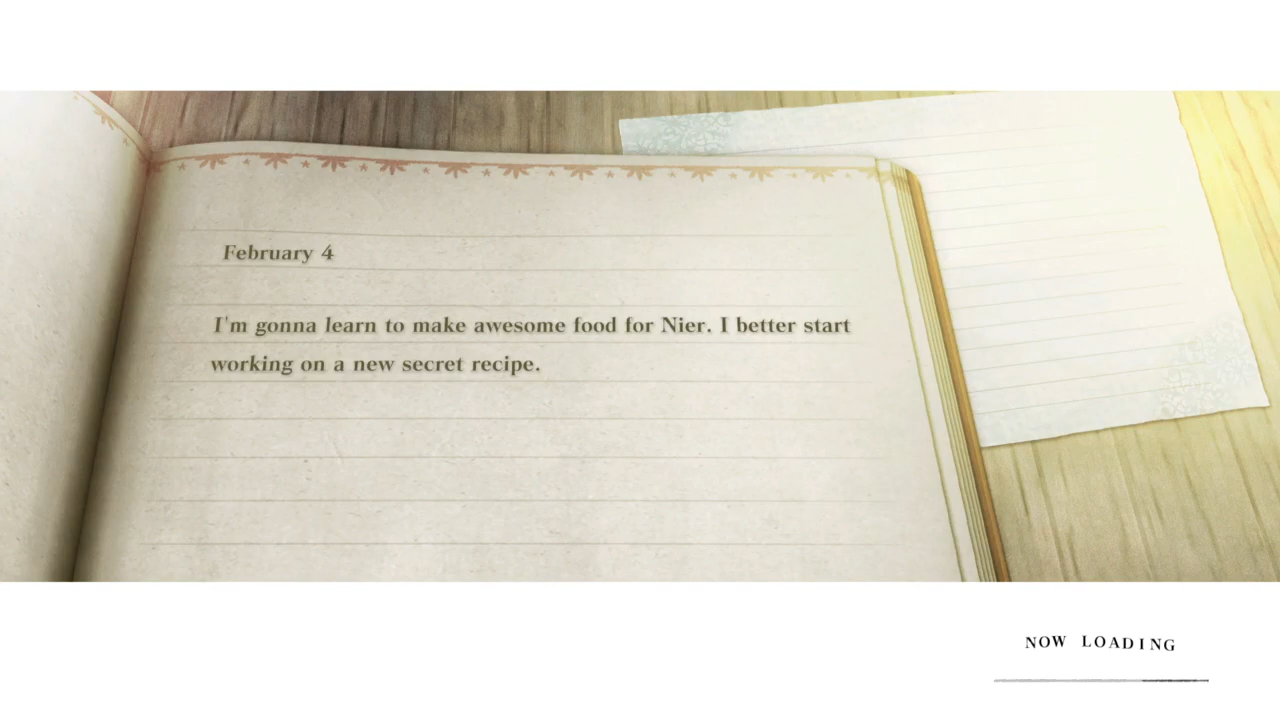 February 4
I'm gonna learn to make awesome food for Nier. I better start
working on a new secret recipe.
NOW LOADING